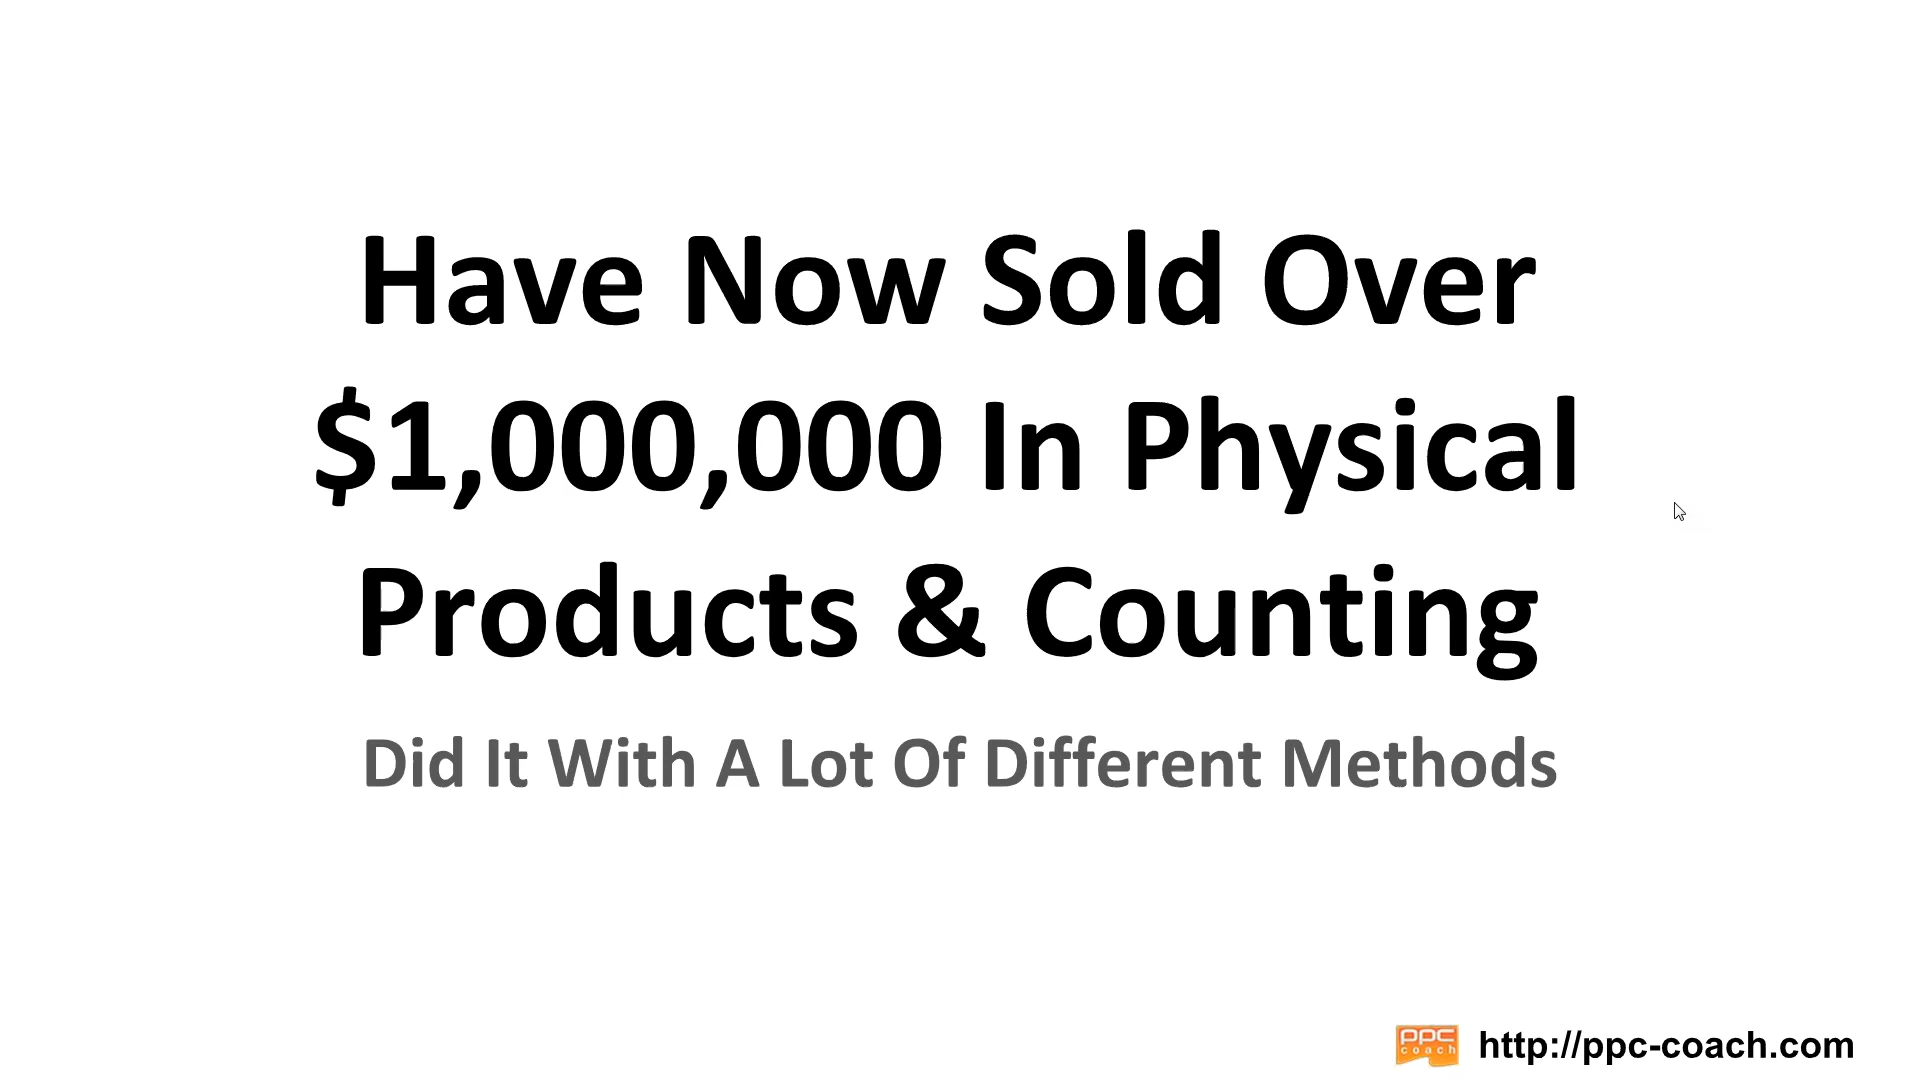 Have Now Sold Over
$1,000,000 In Physical
Products & Counting
Did It With A Lot Of Different Methods
ppc
coach
http://ppc-coach.com